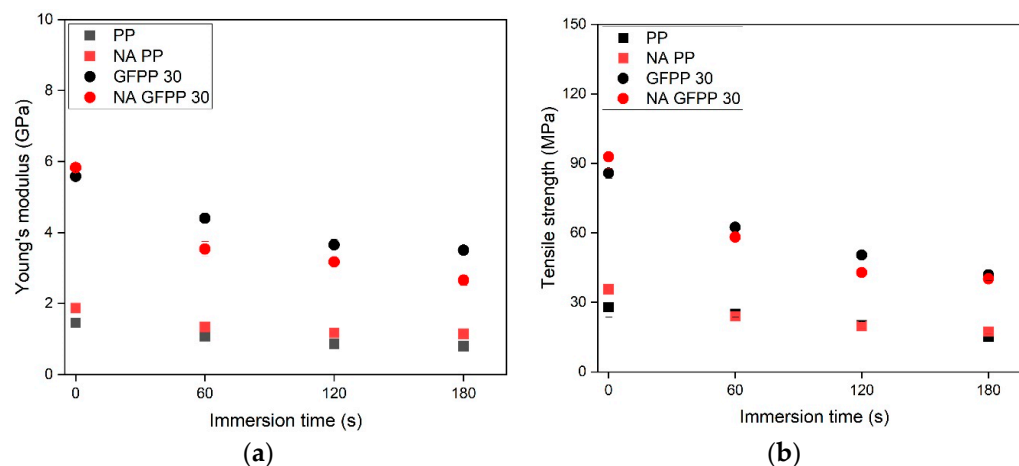 10
8
6
4
2
0
Young's modulus (GPa)
PP
NA PP
GFPP 30
NA GFPP 30
0 60 120 180
Immersion time (s)
(a)
150
120
90
60
30
0
Tensile strength (MPa)
PP
NA PP
GFPP 30
NA GFPP 30
0 60 120 180
Immersion time (s)
(b)